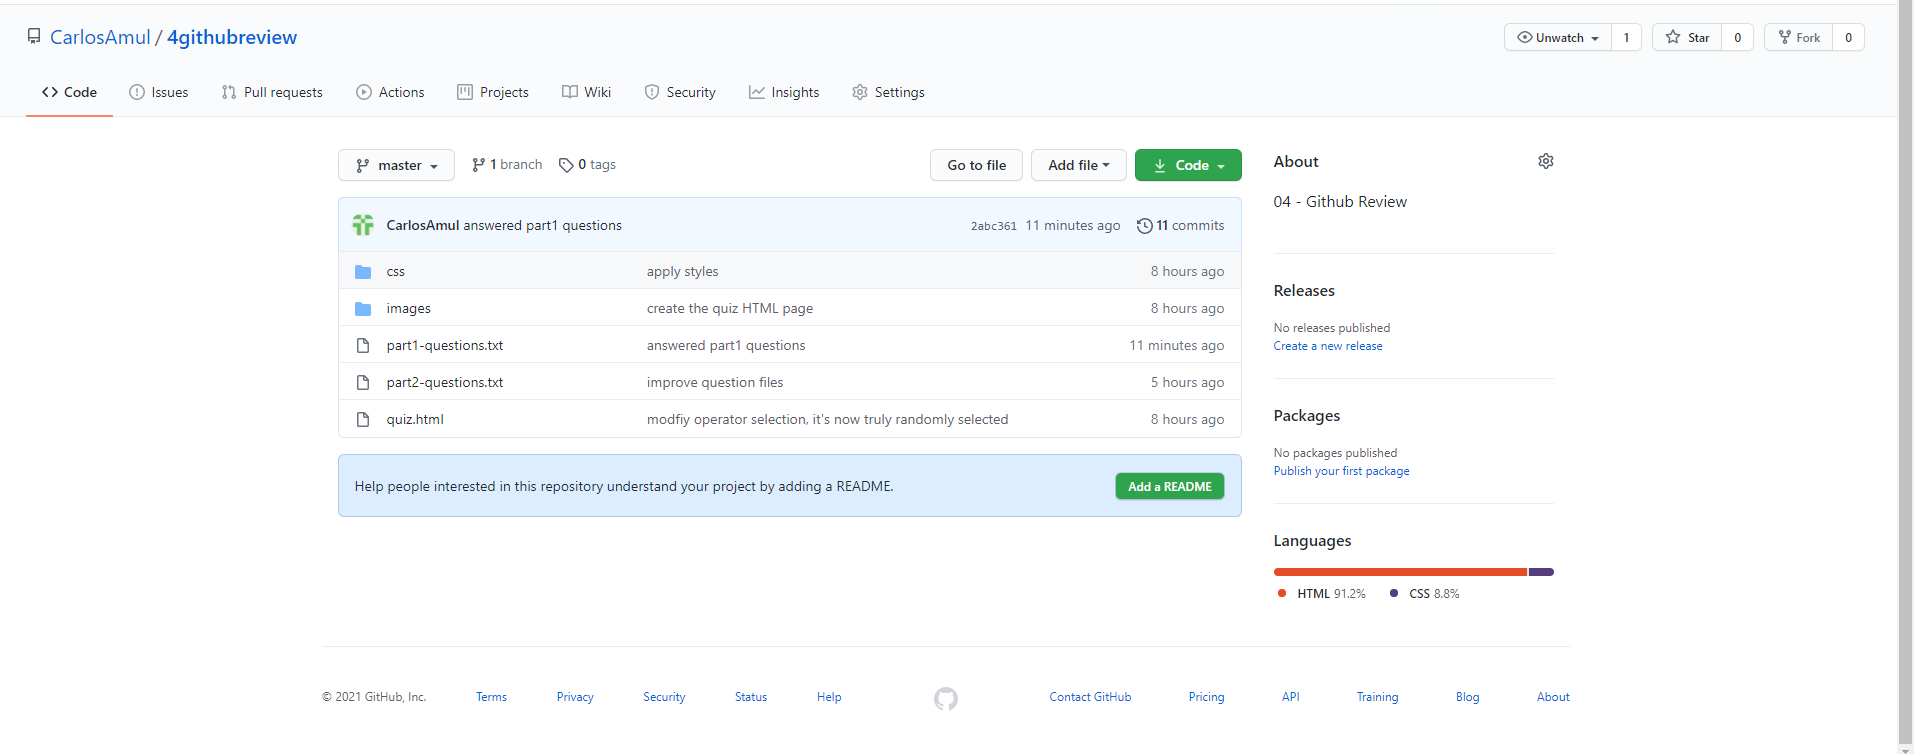 CarlosAmul / 4githubreview
Unwatch 1 Star 0 Fork 0
Code Issues Pull requests Actions Projects Wiki Security Insights Settings
master 1 branch 0 tags Go to file Add file Code
CarlosAmul answered part1 questions 2abc361 11 minutes ago 11 commits
css apply styles 8 hours ago
images create the quiz HTML page 8 hours ago
part1-questions.txt answered part1 questions 11 minutes ago
part2-questions.txt improve question files 5 hours ago
quiz.html modfiy operator selection, it's now truly randomly selected 8 hours ago
Help people interested in this repository understand your project by adding a README. Add a README
About
04 - Github Review
Releases
No releases published
Create a new release
Packages
No packages published
Publish your first package
Languages
HTML 91.2% CSS 8.8%
© 2021 GitHub, Inc. Terms Privacy Security Status Help Contact GitHub Pricing API Training Blog About